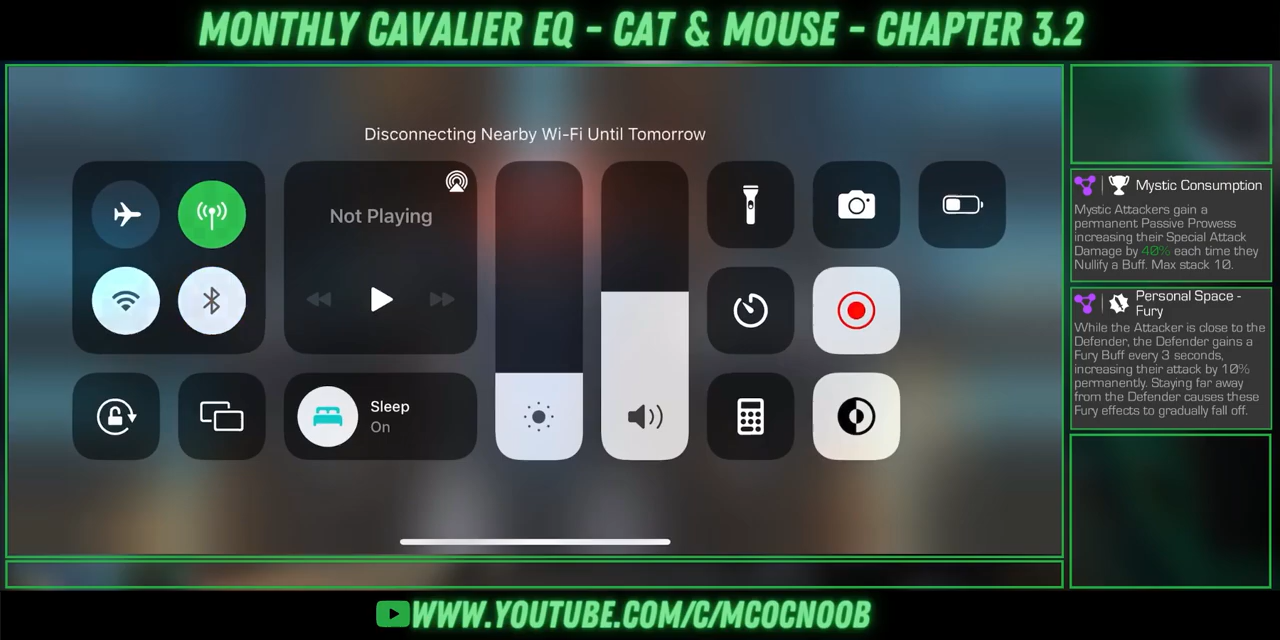 MONTHLY CAVALIER EQ - CAT & MOUSE - CHAPTER 3.2
Disconnecting Nearby Wi-Fi Until Tomorrow
Not Playing
Sleep
On
Mystic Consumption
Mystic Attackers gain a
permanent Passive Prowess
increasing their Special Attack
Damage by 40% each time they
Nullify a Buff. Max stack 10.
Personal Space -
Fury
While the Attacker is close to the
Defender, the Defender gains a
Fury Buff every 3 seconds,
increasing their attack by 10%
permanently. Staying far away
from the Defender causes these
Fury effects to gradually fall off.
WWW.YOUTUBE.COM/C/MCOCNOOB